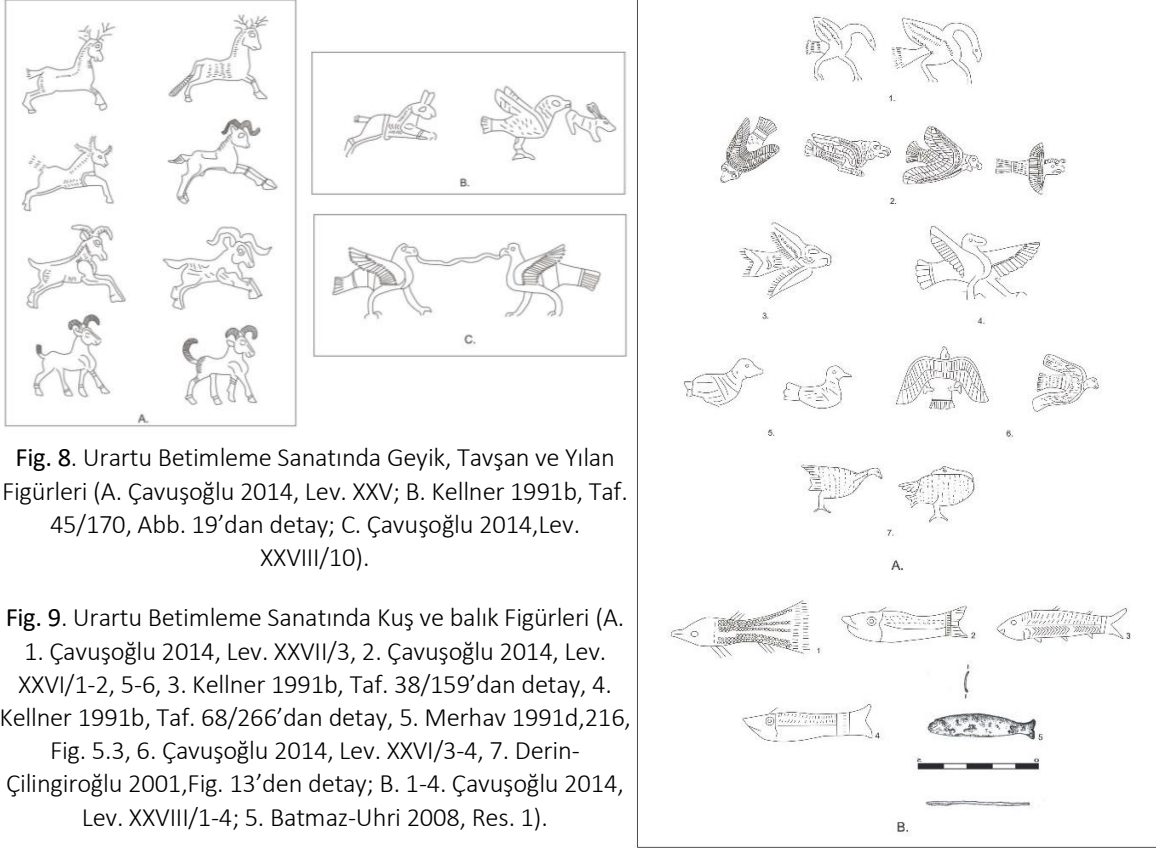 A.
B.
C.
Fig. 8. Urartu Betimleme Sanatında Geyik, Tavşan ve Yılan
Figürleri (A. Çavuşoğlu 2014, Lev. XXV; B. Kellner 1991b, Taf.
45/170, Abb. 19’dan detay; C. Çavuşoğlu 2014,Lev.
XXVIII/10).
Fig. 9. Urartu Betimleme Sanatında Kuş ve balık Figürleri (A.
1. Çavuşoğlu 2014, Lev. XXVII/3, 2. Çavuşoğlu 2014, Lev.
XXVI/1-2, 5-6, 3. Kellner 1991b, Taf. 38/159’dan detay, 4.
Kellner 1991b, Taf. 68/266’dan detay, 5. Merhav 1991d,216,
Fig. 5.3, 6. Çavuşoğlu 2014, Lev. XXVI/3-4, 7. Derin-
Çilingiroğlu 2001,Fig. 13’den detay; B. 1-4. Çavuşoğlu 2014,
Lev. XXVIII/1-4; 5. Batmaz-Uhri 2008, Res. 1).
1.
2.
3.
4.
5.
6.
7.
A.
1
2
3
4
5
B.